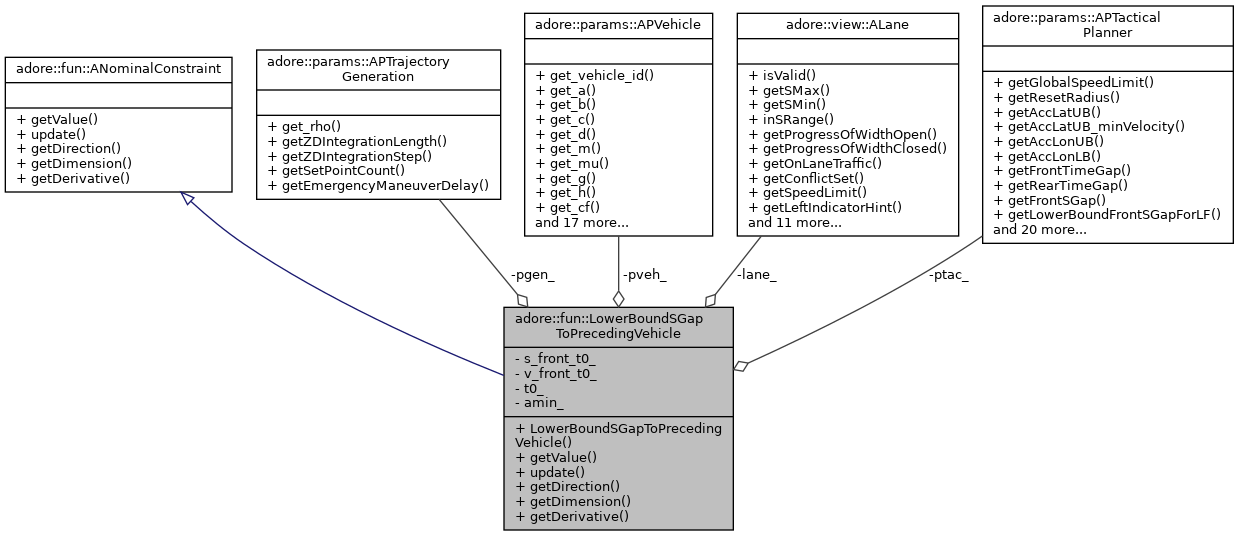 adore::fun::ANominalConstraint
+ getValue()
+ update()
+ getDirection()
+ getDimension()
+ getDerivative()
adore::params::APTrajectory
Generation
+ get_rho()
+ getZDIntegrationLength()
+ getZDIntegrationStep()
+ getSetPointCount()
+ getEmergencyManeuverDelay()
adore::params::APVehicle
+ get_vehicle_id()
+ get_a()
+ get_b()
+ get_c()
+ get_d()
+ get_m()
+ get_mu()
+ get_g()
+ get_h()
+ get_cf()
and 17 more...
adore::view::ALane
+ isValid()
+ getSMax()
+ getSMin()
+ inSRange()
+ getProgressOfWidthOpen()
+ getProgressOfWidthClosed()
+ getOnLaneTraffic()
+ getConflictSet()
+ getSpeedLimit()
+ getLeftIndicatorHint()
and 11 more...
adore::params::APTactical
Planner
+ getGlobalSpeedLimit()
+ getResetRadius()
+ getAccLatUB()
+ getAccLatUB_minVelocity()
+ getAccLonUB()
+ getAccLonLB()
+ getFrontTimeGap()
+ getRearTimeGap()
+ getFrontSGap()
+ getLowerBoundFrontSGapForLF()
and 20 more...
-pgen_
-pveh_
-lane_
-ptac_
adore::fun::LowerBoundSGap
ToPrecedingVehicle
- s_front_t0_
- v_front_t0_
- t0_
- amin_
+ LowerBoundSGapToPreceding
Vehicle()
+ getValue()
+ update()
+ getDirection()
+ getDimension()
+ getDerivative()